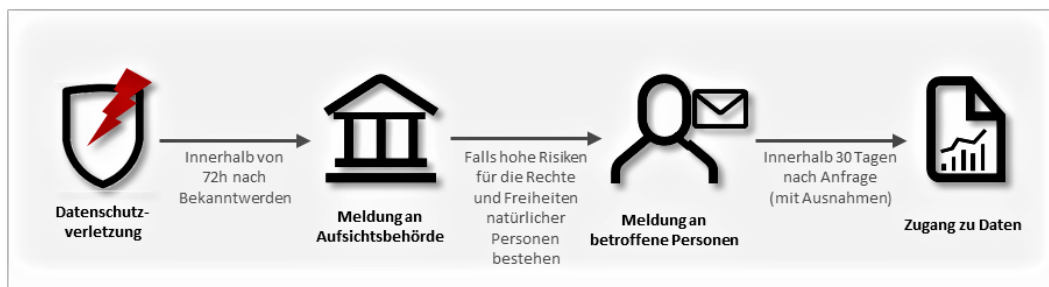 Datenschutz-
verletzung
Innerhalb von
72h nach
Bekanntwerden
Meldung an
Aufsichtsbehörde
Falls hohe Risiken
für die Rechte
und Freiheiten
natürlicher
Personen
bestehen
Meldung an
betroffene Personen
Innerhalb 30 Tagen
nach Anfrage
(mit Ausnahmen)
Zugang zu Daten